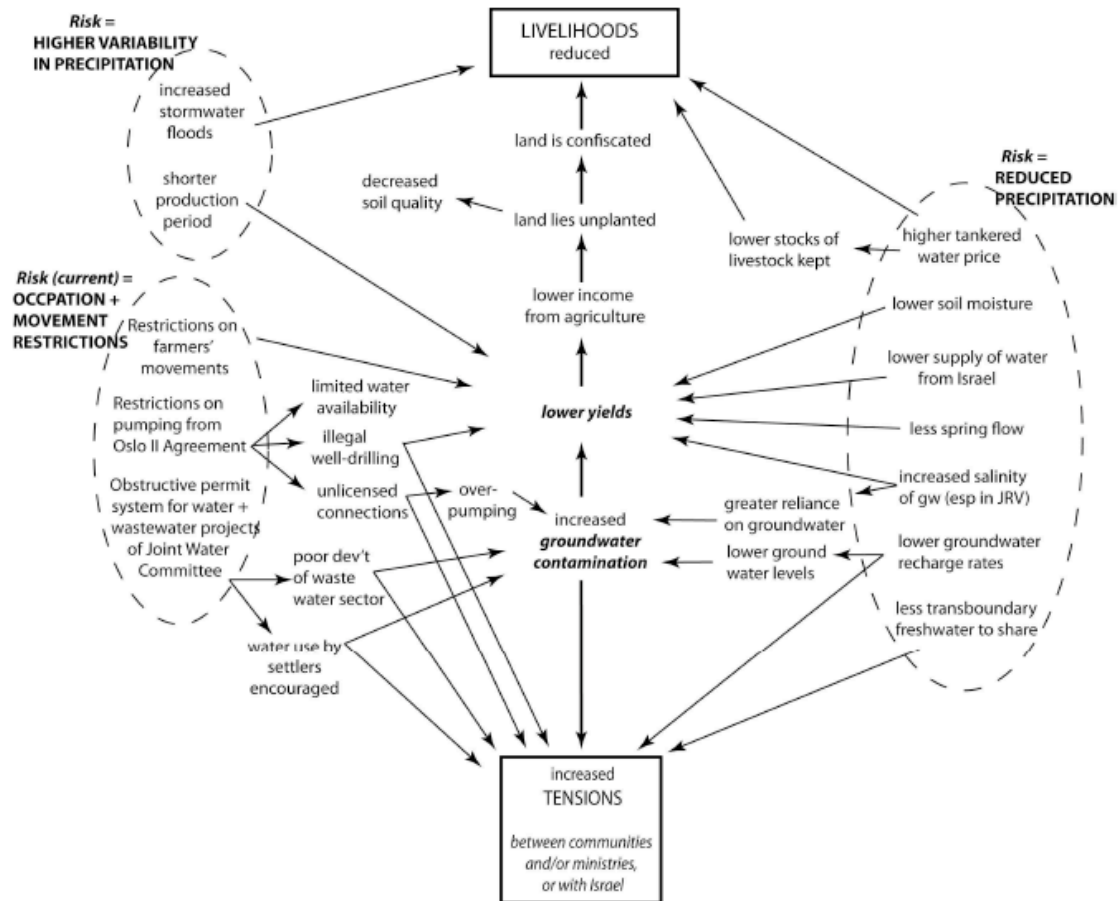 Risk =
HIGHER VARIABILITY
IN PRECIPITATION
increased
stormwater
floods
shorter
production
period
Risk (current) =
OCCPATION +
MOVEMENT
RESTRICTIONS
Restrictions on
farmers'
movements
Restrictions on
pumping from
Oslo II Agreement
Obstructive permit
system for water +
wastewater projects
of Joint Water
Committee
limited water
availability
illegal
well-drilling
unlicensed
connections
over-
pumping
poor dev't
of waste
water sector
water use by
settlers
encouraged
LIVELIHOODS
reduced
land is confiscated
decreased
soil quality
land lies unplanted
lower income
from agriculture
lower yields
increased
groundwater
contamination
increased
TENSIONS
between communities
and/or ministries,
or with Israel
Risk =
REDUCED
PRECIPITATION
higher tankered
water price
lower stocks of
livestock kept
lower soil moisture
lower supply of water
from Israel
less spring flow
increased salinity
of gw (esp in JRV)
greater reliance
on groundwater
lower groundwater
recharge rates
lower ground
water levels
less transboundary
freshwater to share